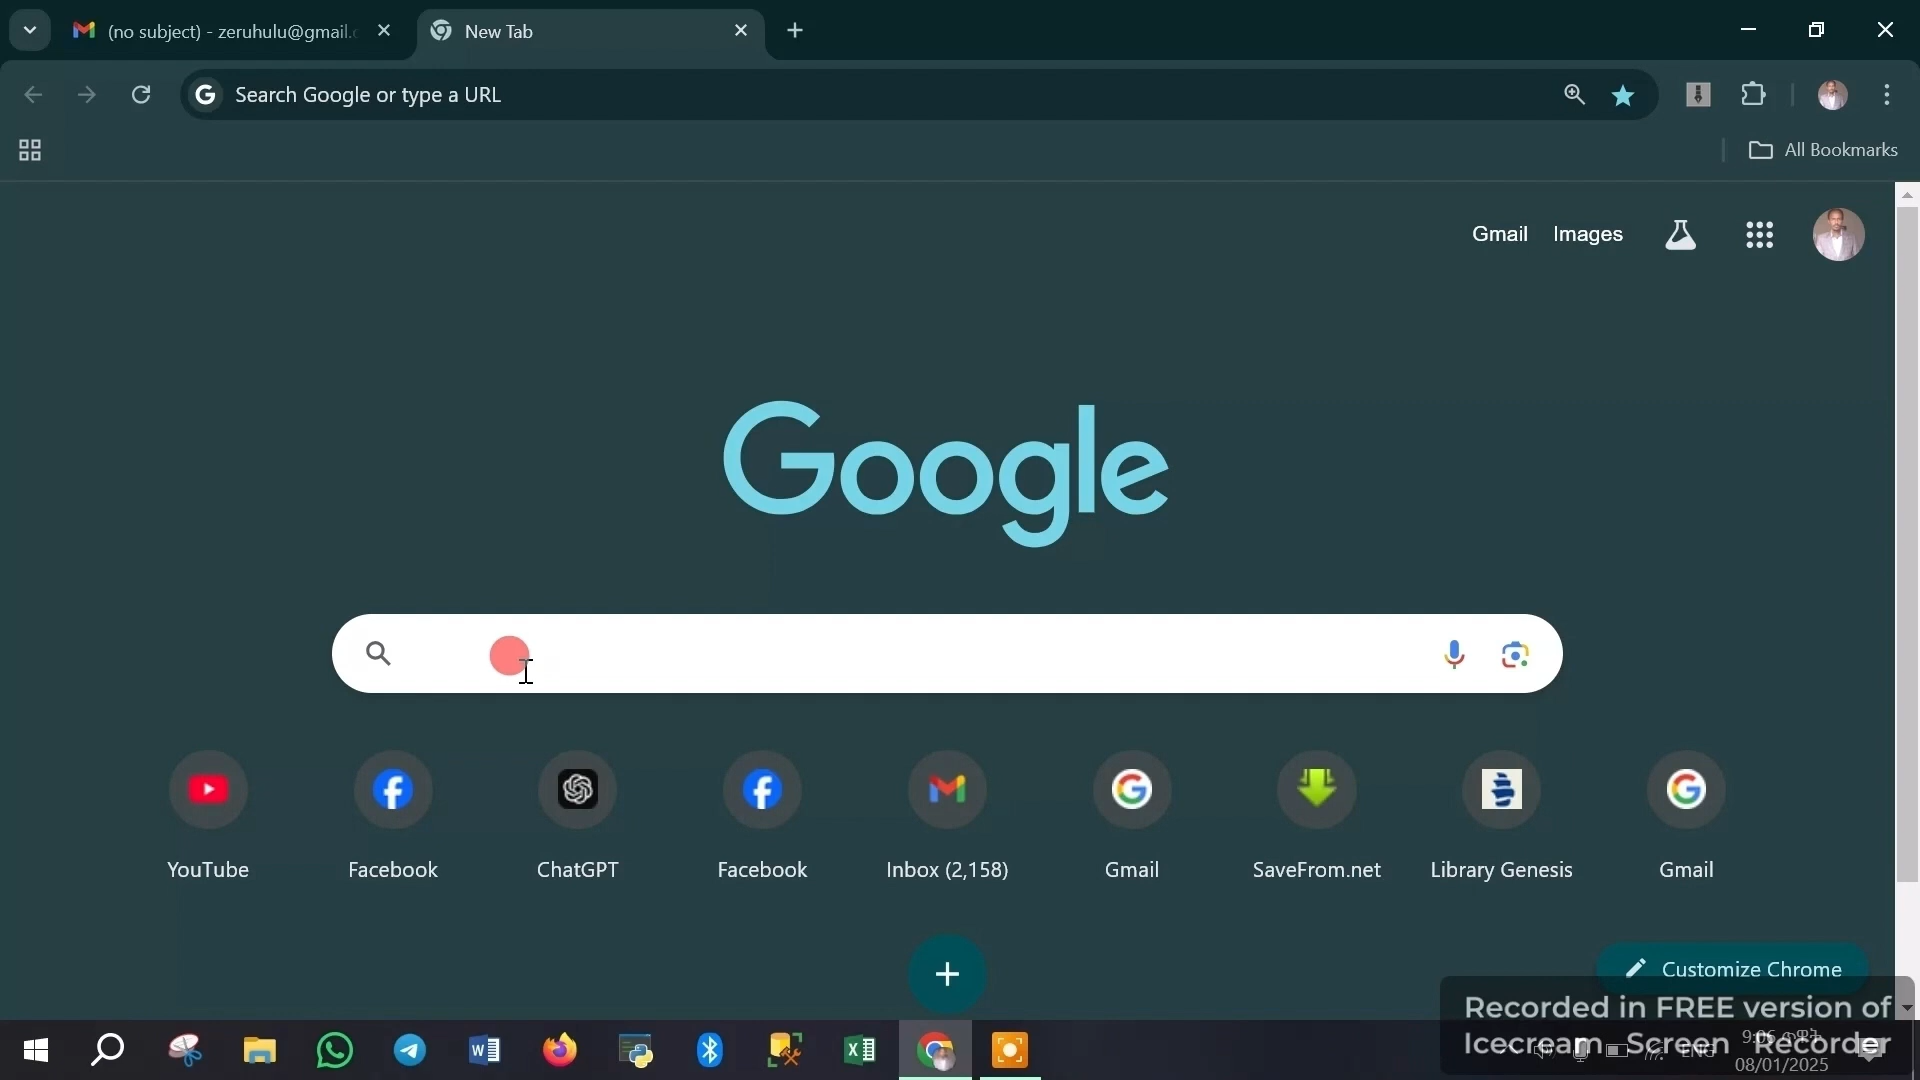 (no subject) - zeruhulu@gmail.c
New Tab
Search Google or type a URL
All Bookmarks
Gmail
Images
Google
YouTube
Facebook
ChatGPT
Facebook
Inbox (2,158)
Gmail
SaveFrom.net
Library Genesis
Gmail
Customize Chrome
Recorded in FREE version of
Icecream Screen Recorder
ENG
9:06
08/01/2025